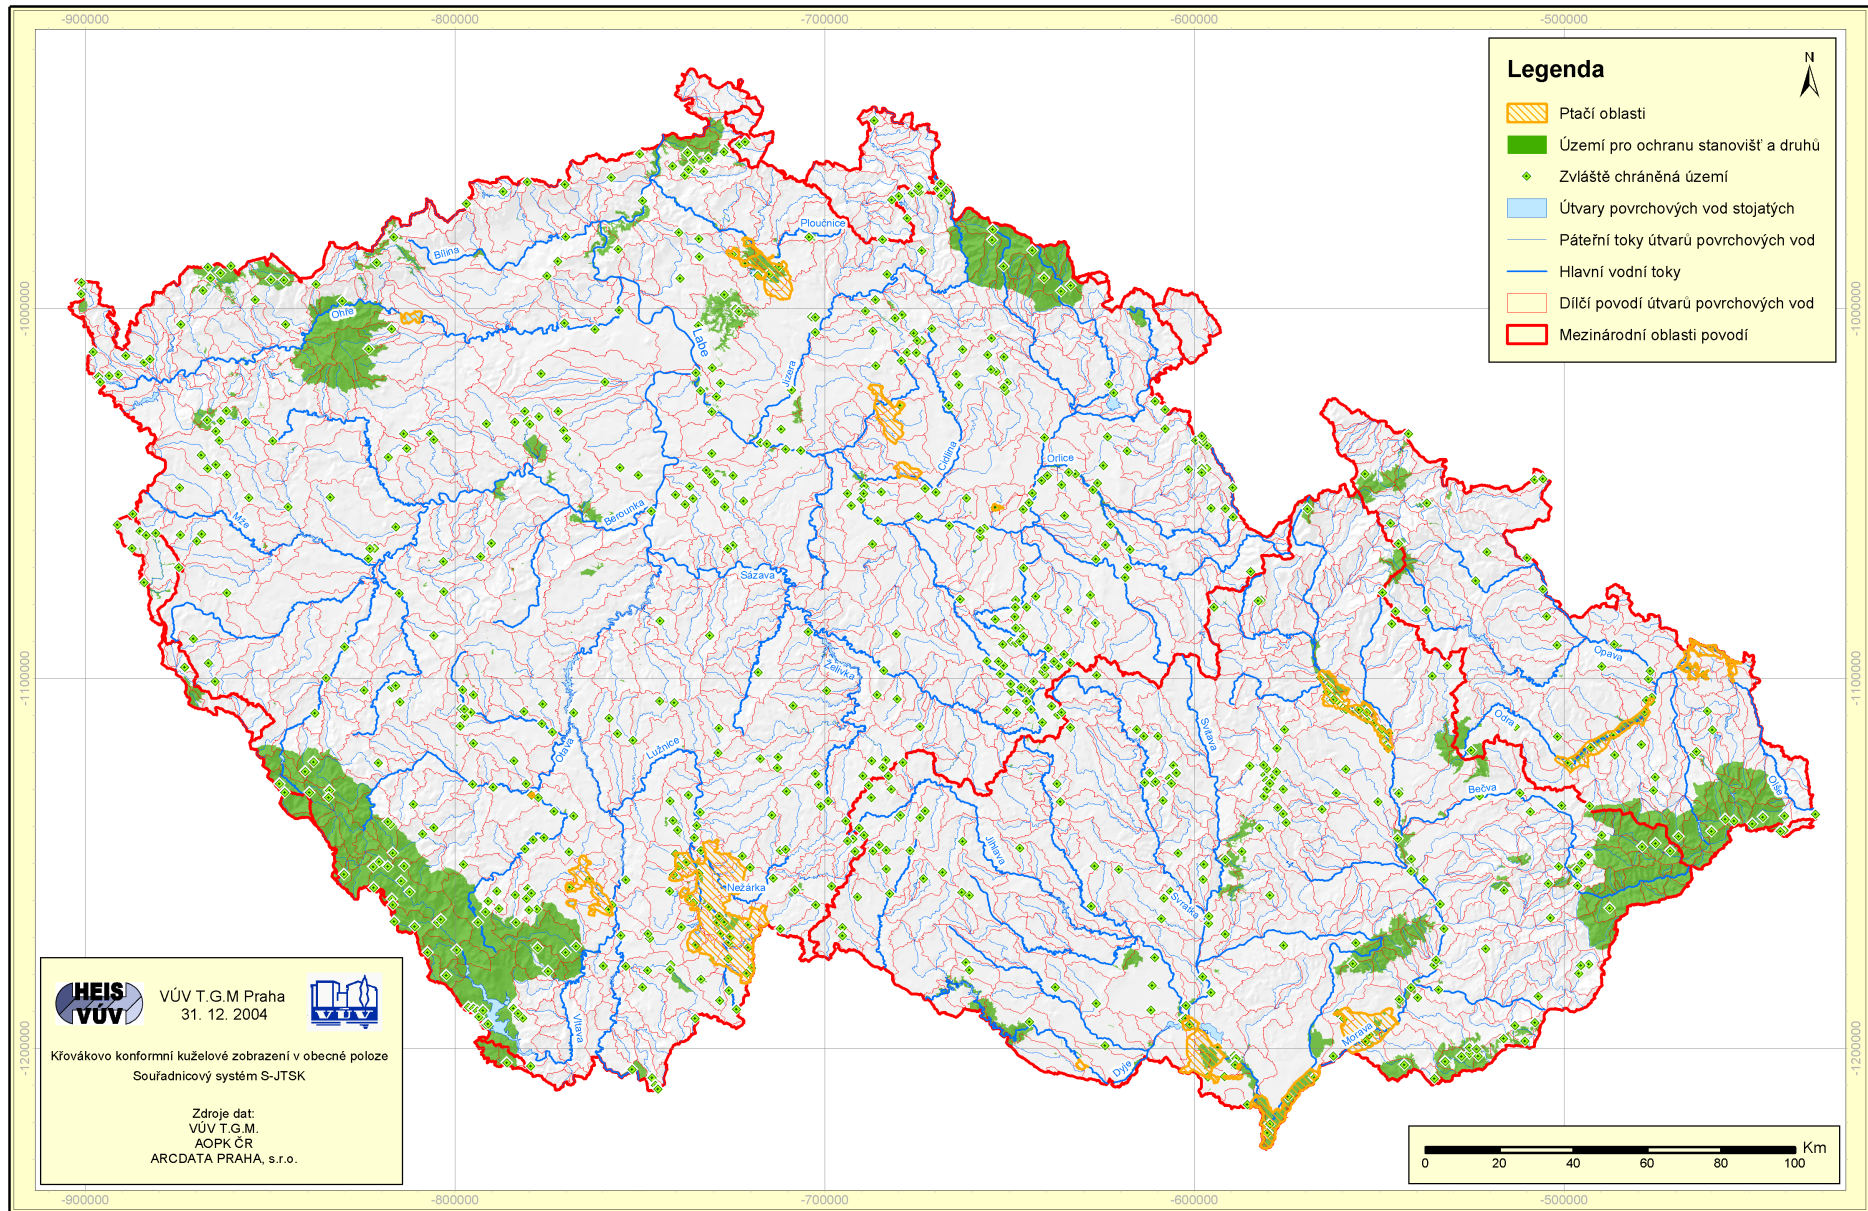 -900000
-800000
-700000
-600000
-500000
Legenda
N
Ptačí oblasti
Území pro ochranu stanovišť a druhů
Zvláště chráněná území
Útvary povrchových vod stojatých
Páteřní toky útvarů povrchových vod
Hlavní vodní toky
Dílčí povodí útvarů povrchových vod
Mezinárodní oblasti povodí
-1000000
-1000000
Ploučnice
Bílina
Ohře
Labe
Jizera
Cidlina
Orlice
Mže
Berounka
Sázava
Želivka
Opava
-1100000
-1100000
Otava
Lužnice
Svitava
Odra
Olše
Bečva
Jihlava
Nežárka
Svratka
Vltava
Morava
Dyje
-1200000
-1200000
HEIS
VÚV
VÚV T.G.M Praha
31. 12. 2004
VÚV
Křovákovo konformní kuželové zobrazení v obecné poloze
Souřadnicový systém S-JTSK
Zdroje dat:
VÚV T.G.M.
AOPK ČR
ARCDATA PRAHA, s.r.o.
Km
0 20 40 60 80 100
-900000
-800000
-700000
-600000
-500000